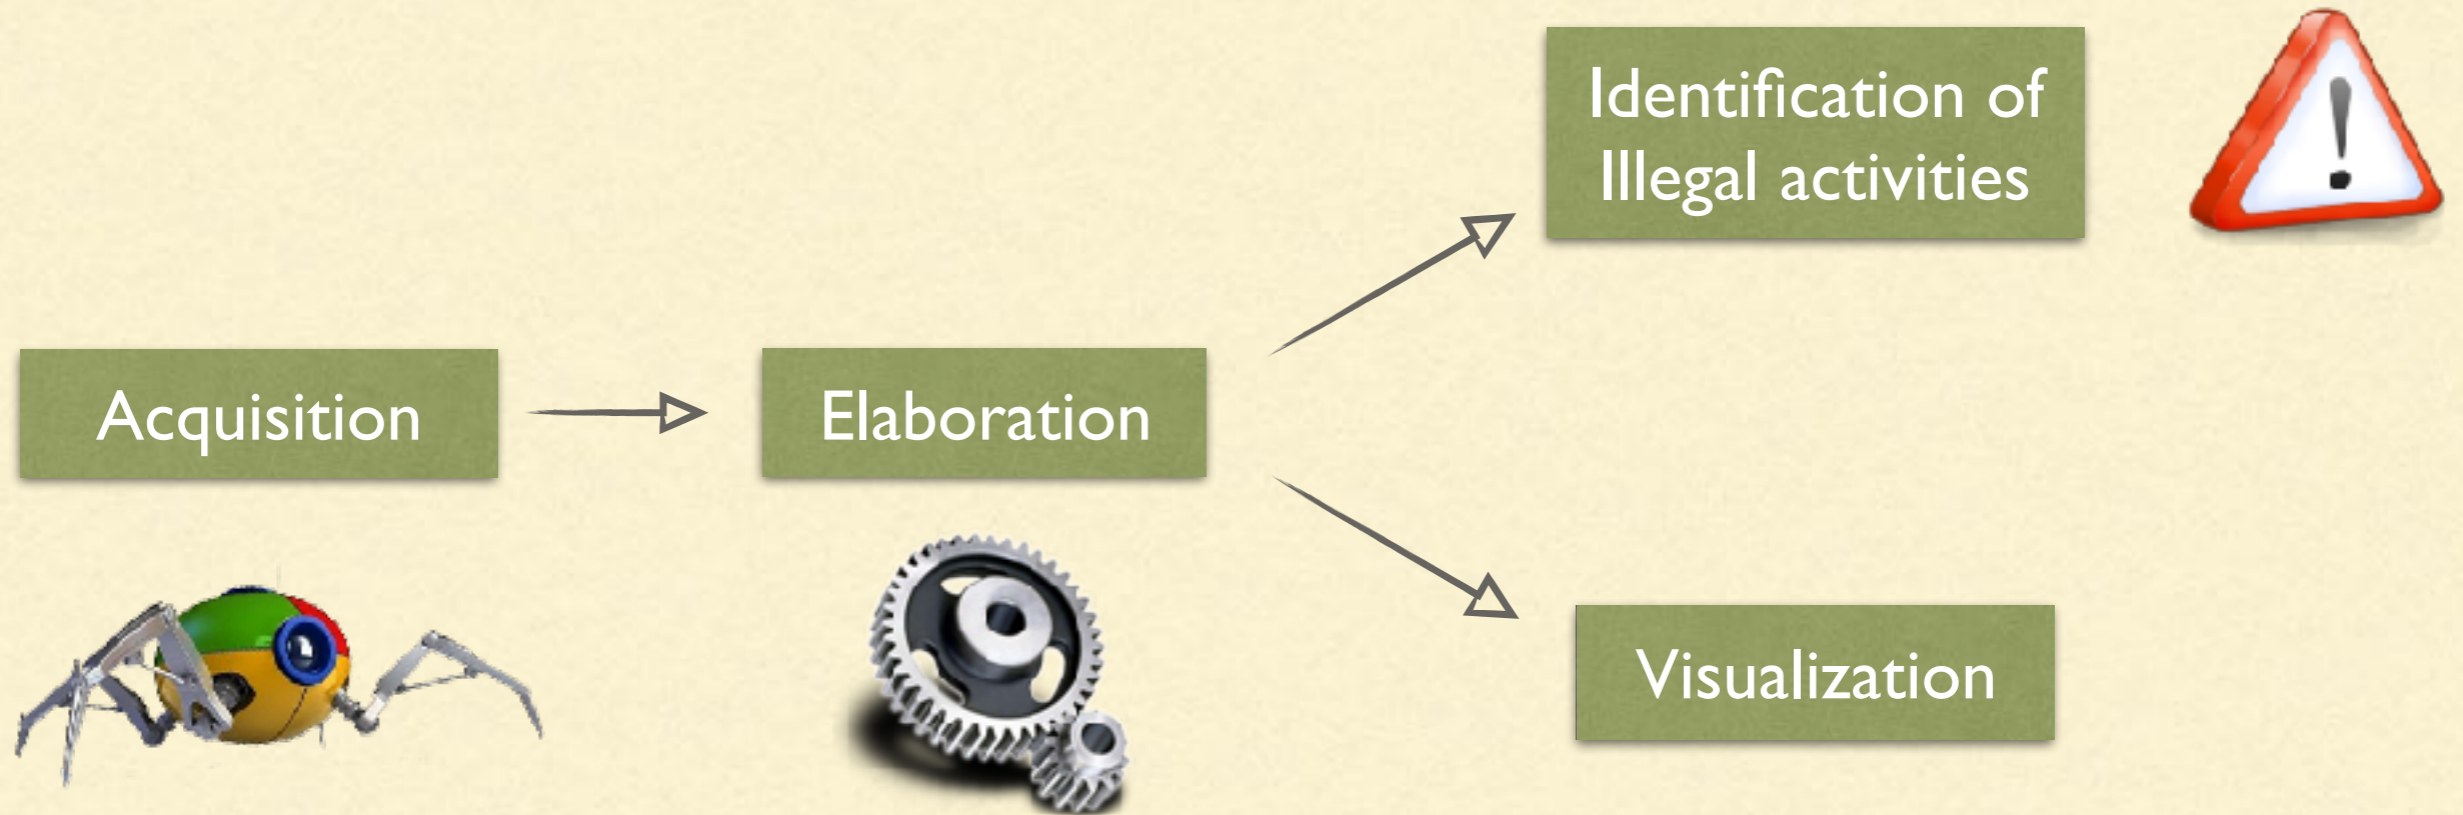 Identification of
Illegal activities
Acquisition
Elaboration
Visualization